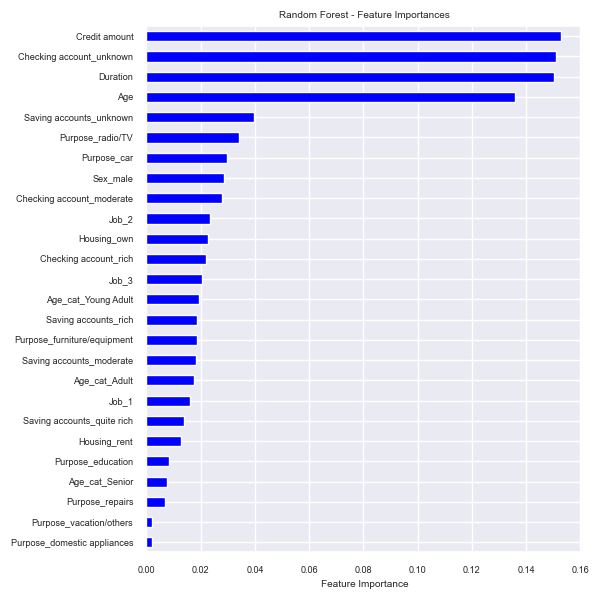 Random Forest - Feature Importances
Credit amount
Checking account_unknown
Duration
Age
Saving accounts_unknown
Purpose_radio/TV
Purpose_car
Sex_male
Checking account_moderate
Job_2
Housing_own
Checking account_rich
Job_3
Age_cat_Young Adult
Saving accounts_rich
Purpose_furniture/equipment
Saving accounts_moderate
Age_cat_Adult
Job_1
Saving accounts_quite rich
Housing_rent
Purpose_education
Age_cat_Senior
Purpose_repairs
Purpose_vacation/others
Purpose_domestic appliances
0.00 0.02 0.04 0.06 0.08 0.10 0.12 0.14 0.16
Feature Importance